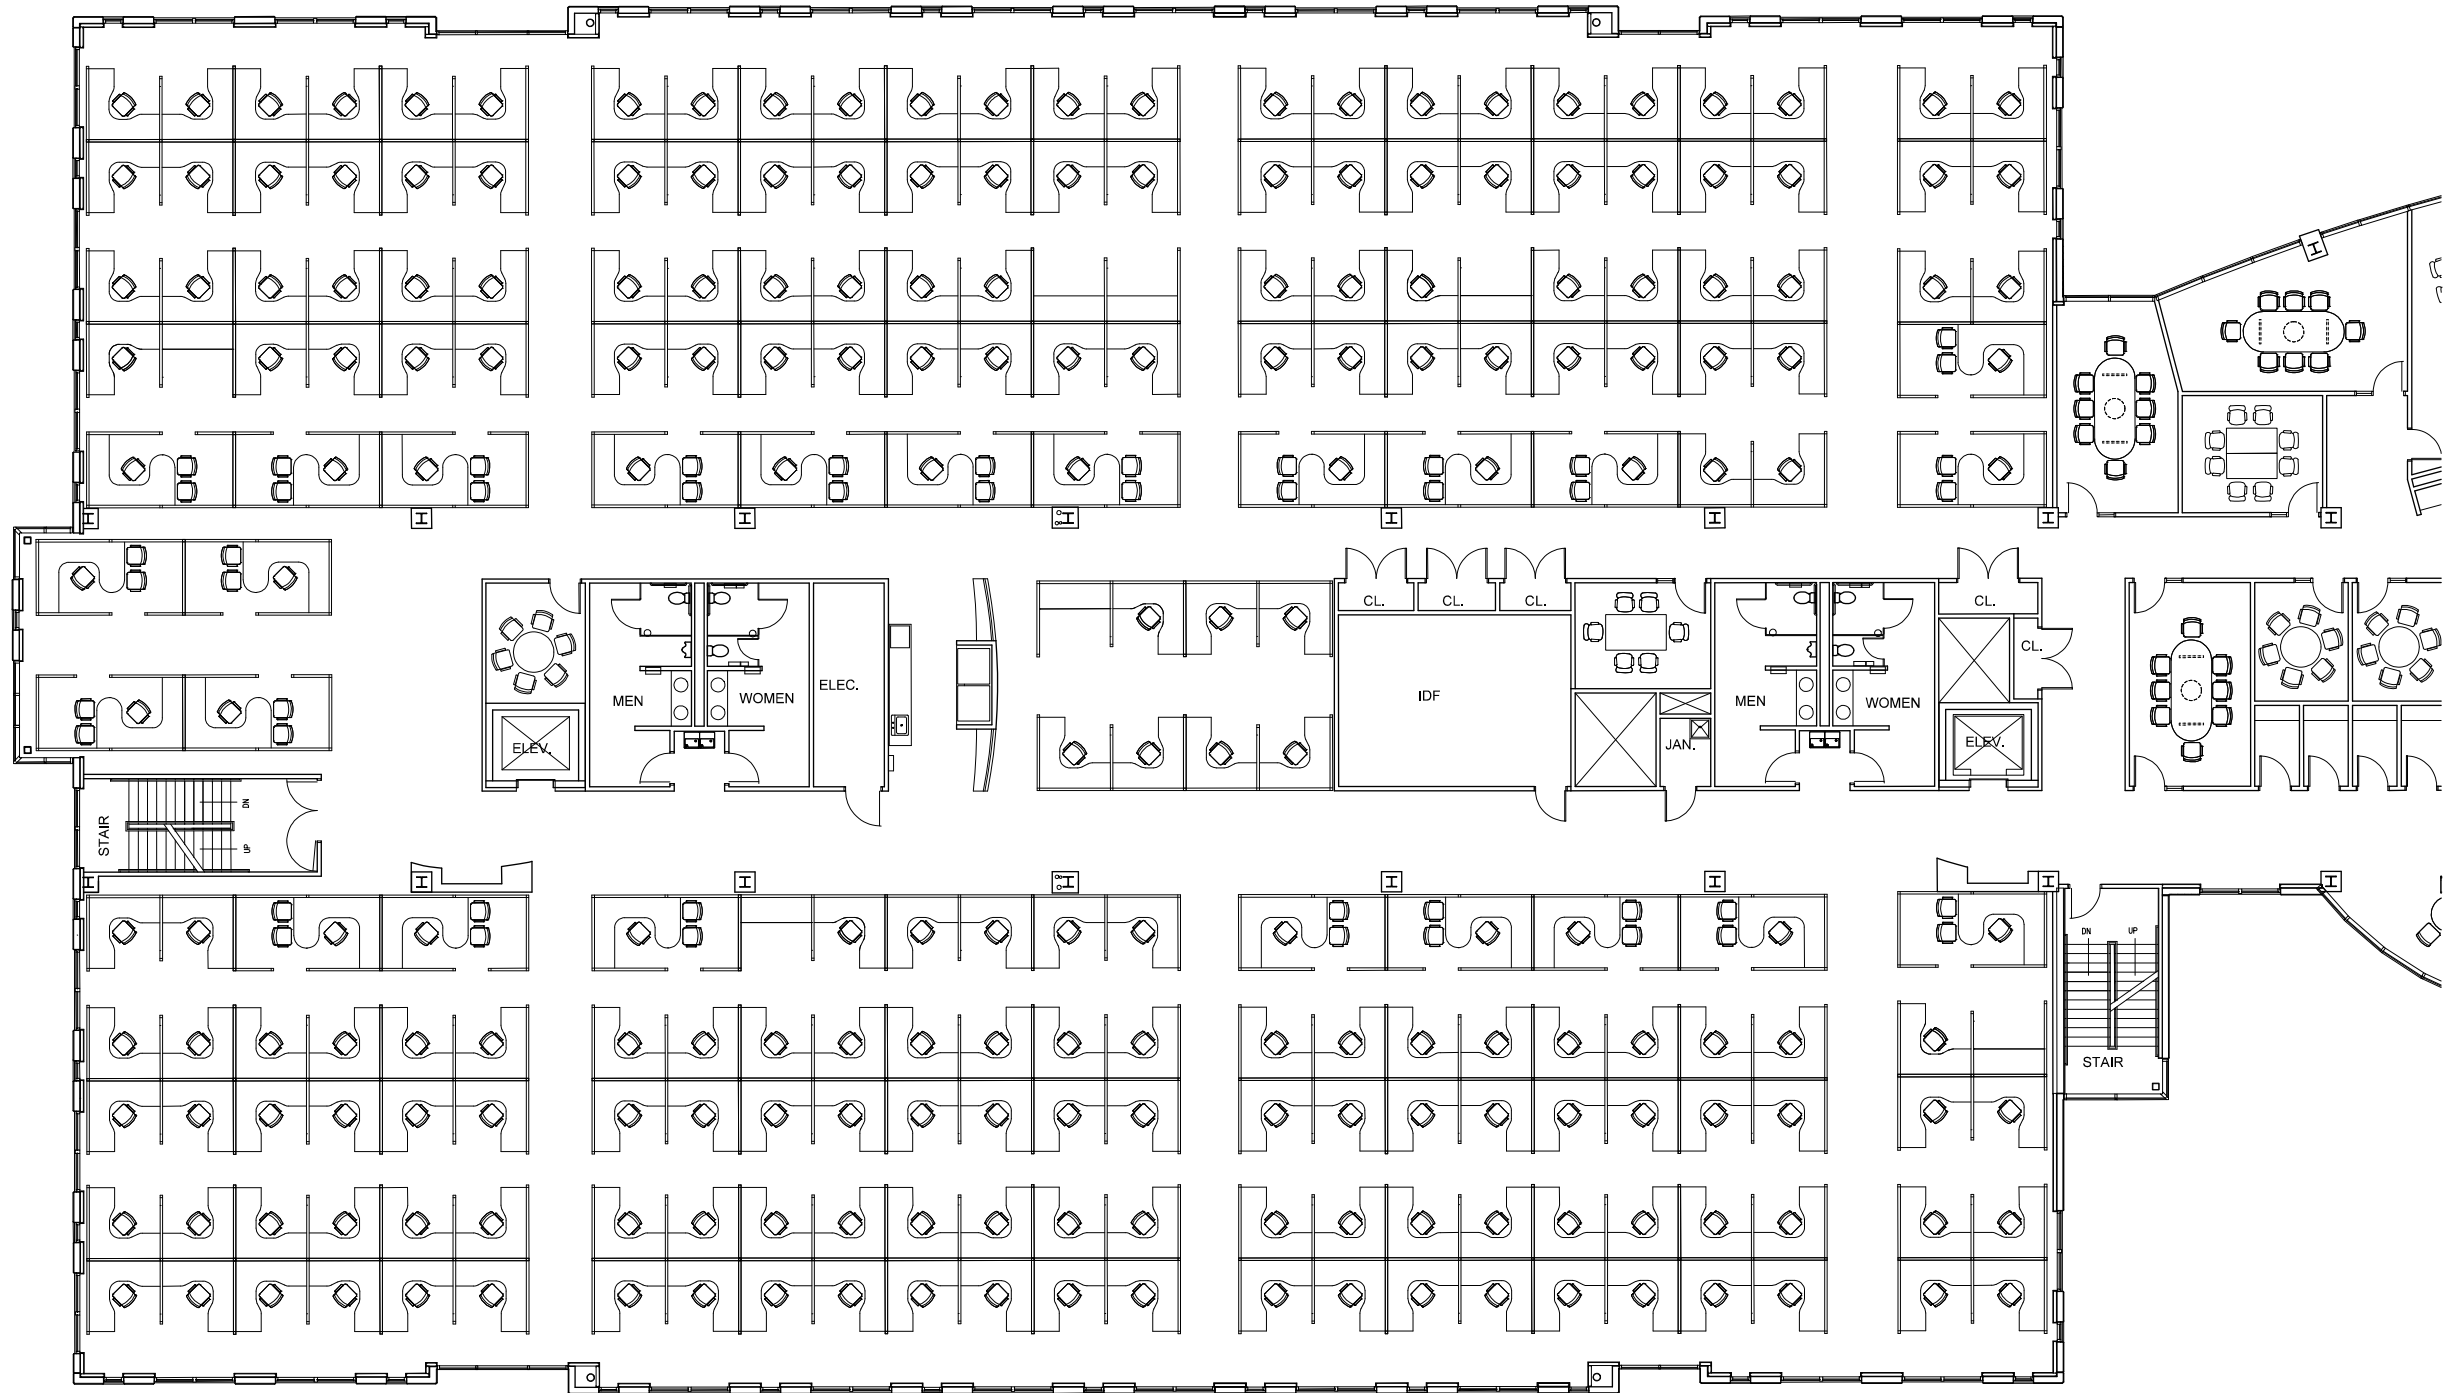 CL.
CL.
CL.
CL.
CL.
MEN
WOMEN
ELEC.
IDF
MEN
WOMEN
ELEV.
JAN.
ELEV.
STAIR
DN
UP
DN
UP
STAIR